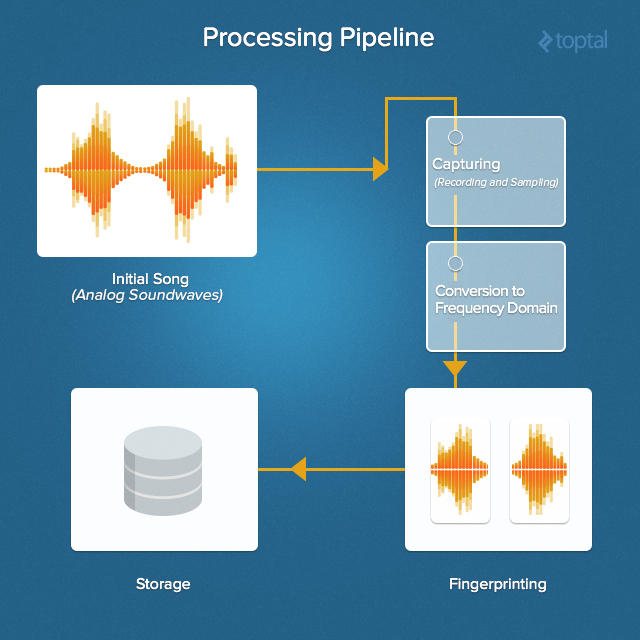 Processing Pipeline
toptal
Initial Song
(Analog Soundwaves)
Capturing
(Recording and Sampling)
Conversion to
Frequency Domain
Storage
Fingerprinting